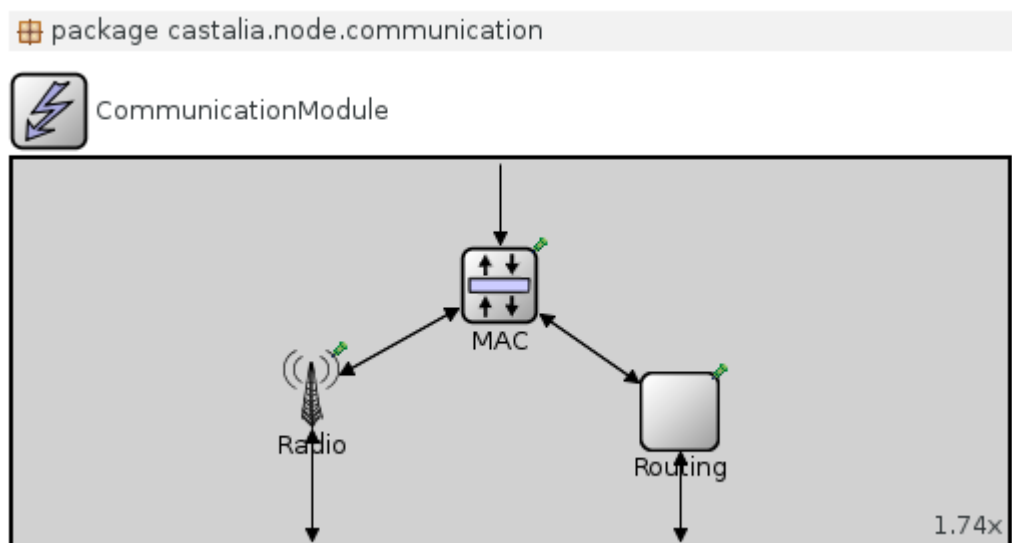 package castalia.node.communication
CommunicationModule
MAC
Radio
Routing
1.74x